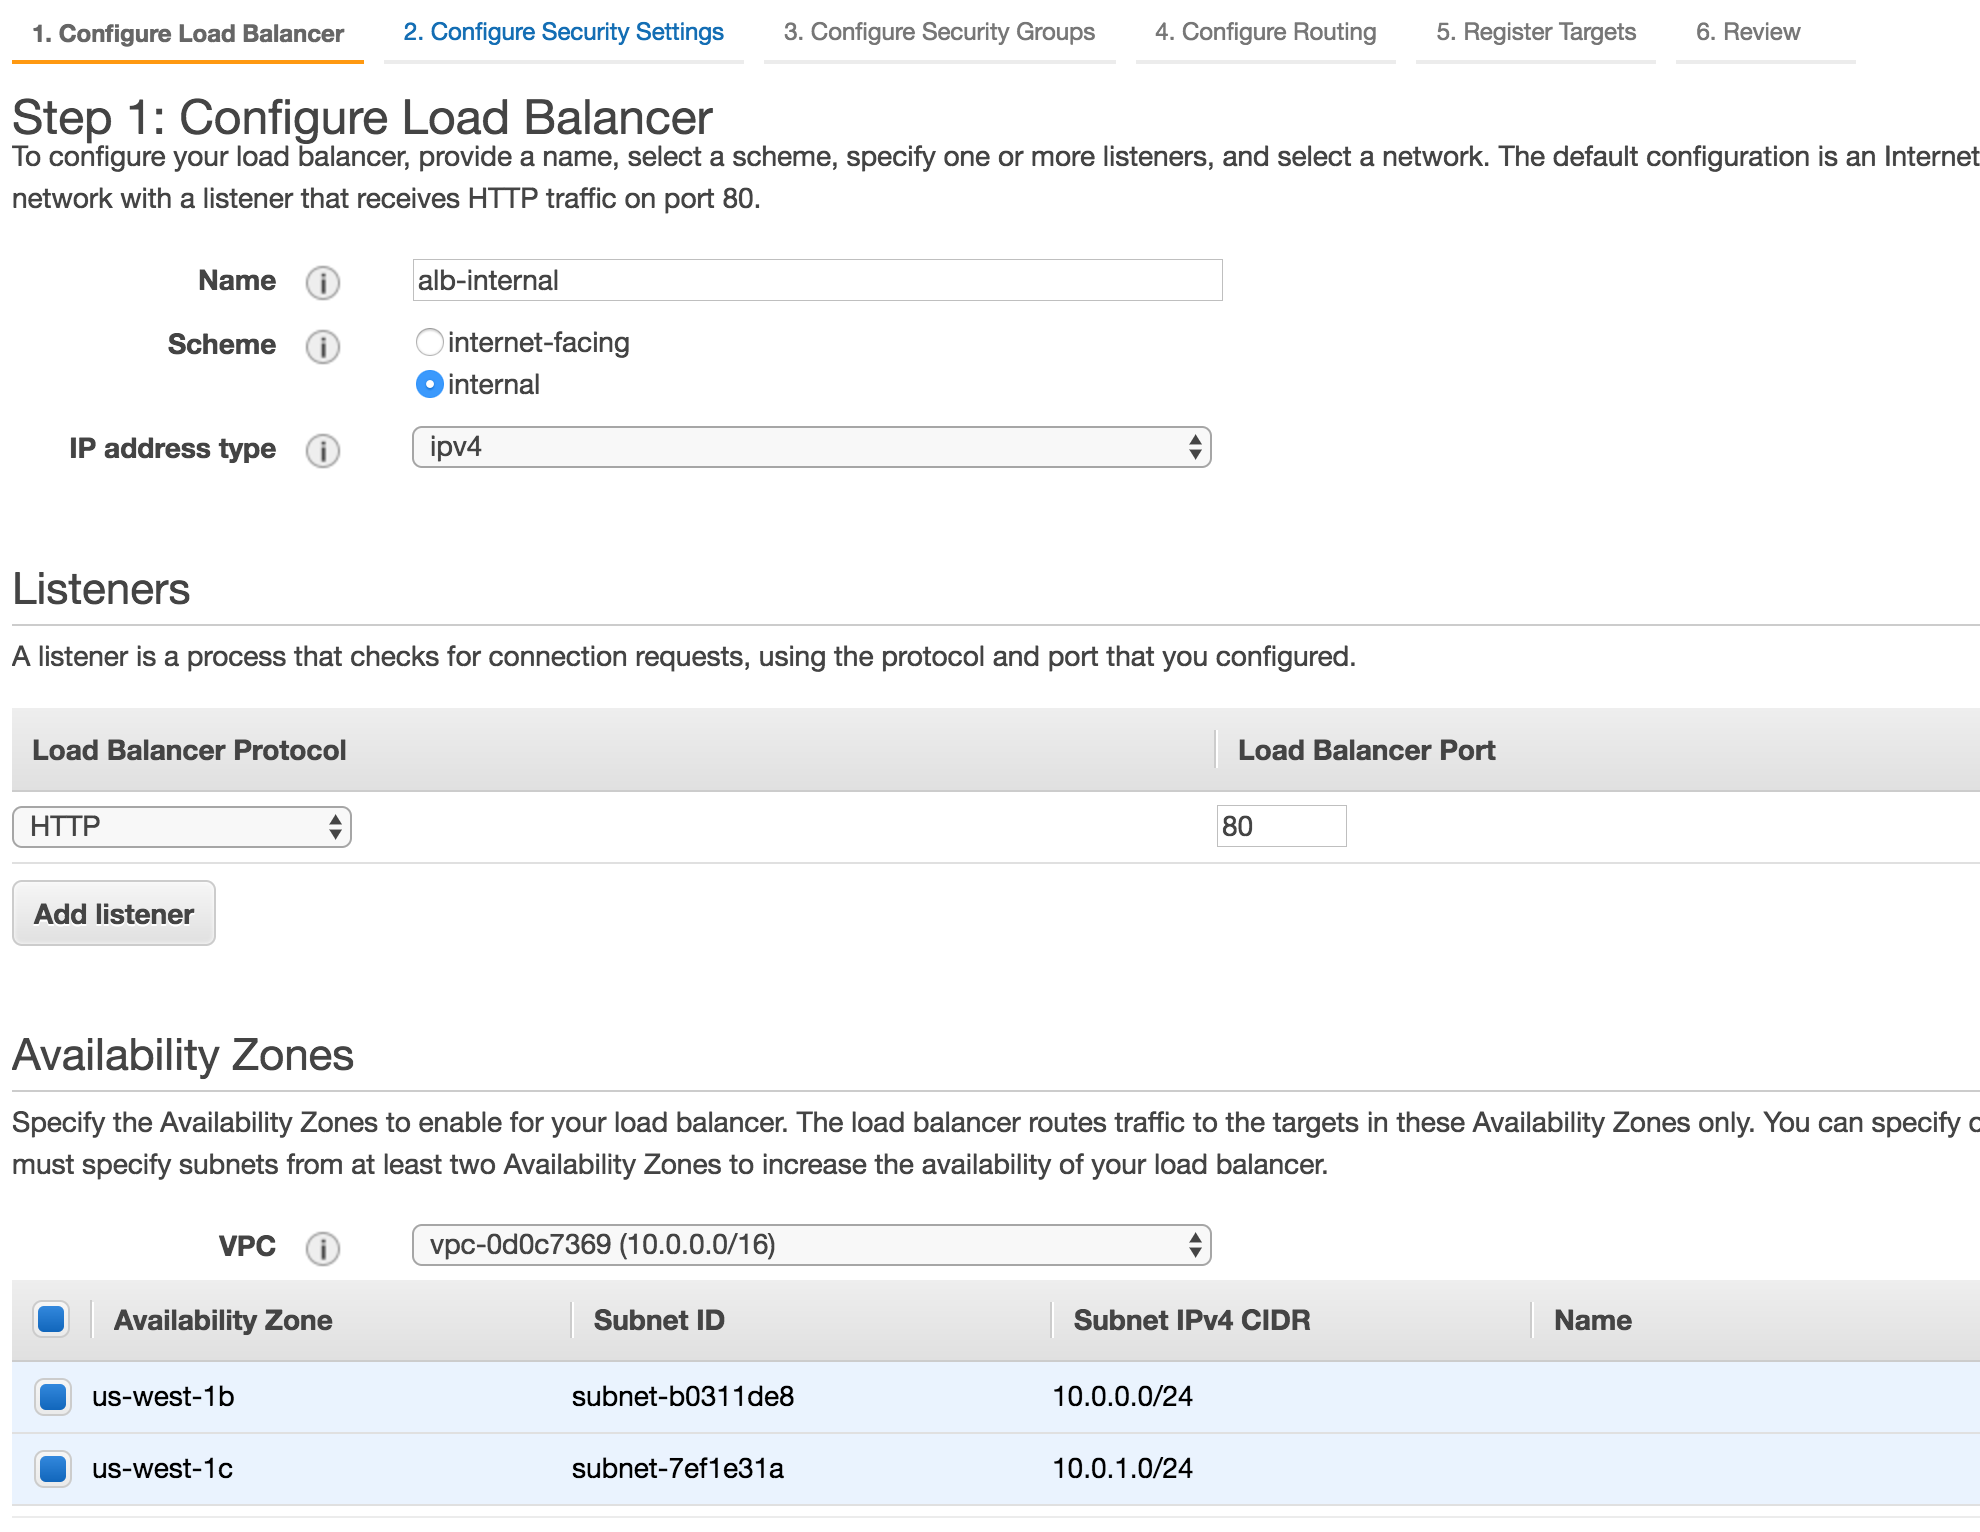 1. Configure Load Balancer 2. Configure Security Settings 3. Configure Security Groups 4. Configure Routing 5. Register Targets 6. Review
Step 1: Configure Load Balancer
To configure your load balancer, provide a name, select a scheme, specify one or more listeners, and select a network. The default configuration is an Internet
network with a listener that receives HTTP traffic on port 80.
Name alb-internal
Scheme internet-facing
internal
IP address type ipv4
Listeners
A listener is a process that checks for connection requests, using the protocol and port that you configured.
Load Balancer Protocol Load Balancer Port
HTTP 80
Add listener
Availability Zones
Specify the Availability Zones to enable for your load balancer. The load balancer routes traffic to the targets in these Availability Zones only. You can specify
must specify subnets from at least two Availability Zones to increase the availability of your load balancer.
VPC vpc-0d0c7369 (10.0.0.0/16)
Availability Zone Subnet ID Subnet IPv4 CIDR Name
us-west-1b subnet-b0311de8 10.0.0.0/24
us-west-1c subnet-7ef1e31a 10.0.1.0/24